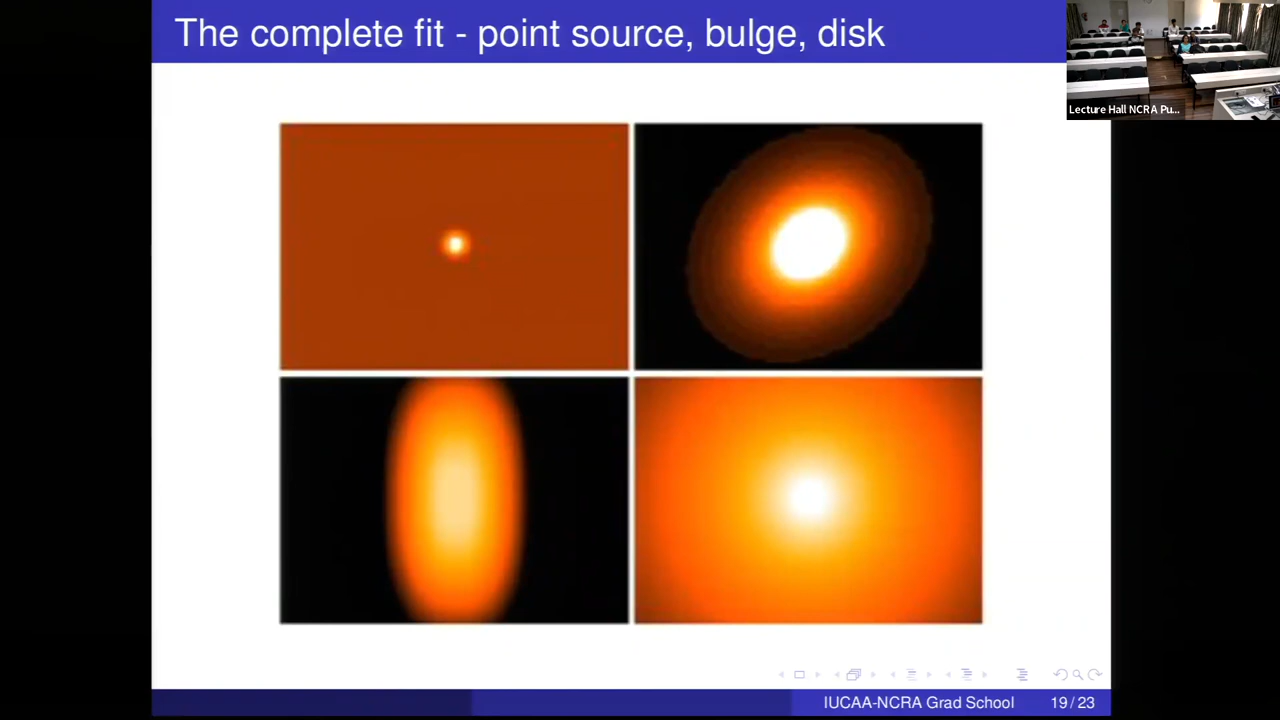 The complete fit - point source, bulge, disk
Lecture Hall NCRA Pu...
IUCAA-NCRA Grad School 19 / 23